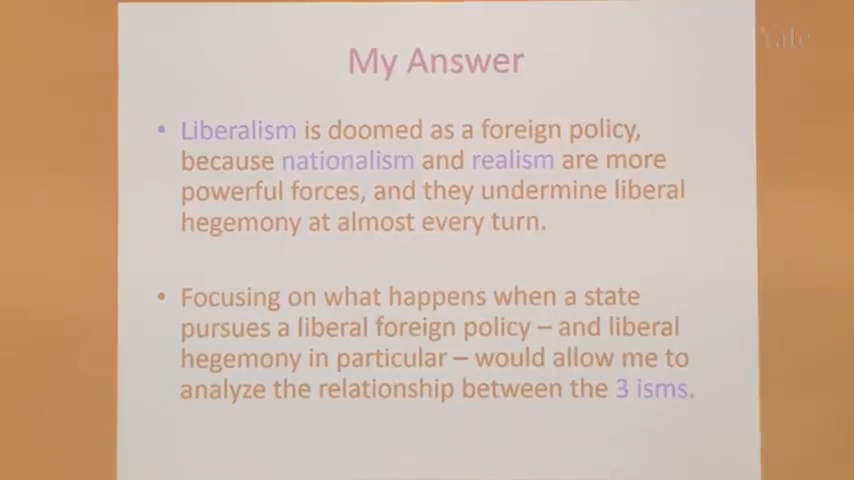 Yale
My Answer
• Liberalism is doomed as a foreign policy,
because nationalism and realism are more
powerful forces, and they undermine liberal
hegemony at almost every turn.
• Focusing on what happens when a state
pursues a liberal foreign policy – and liberal
hegemony in particular – would allow me to
analyze the relationship between the 3 isms.